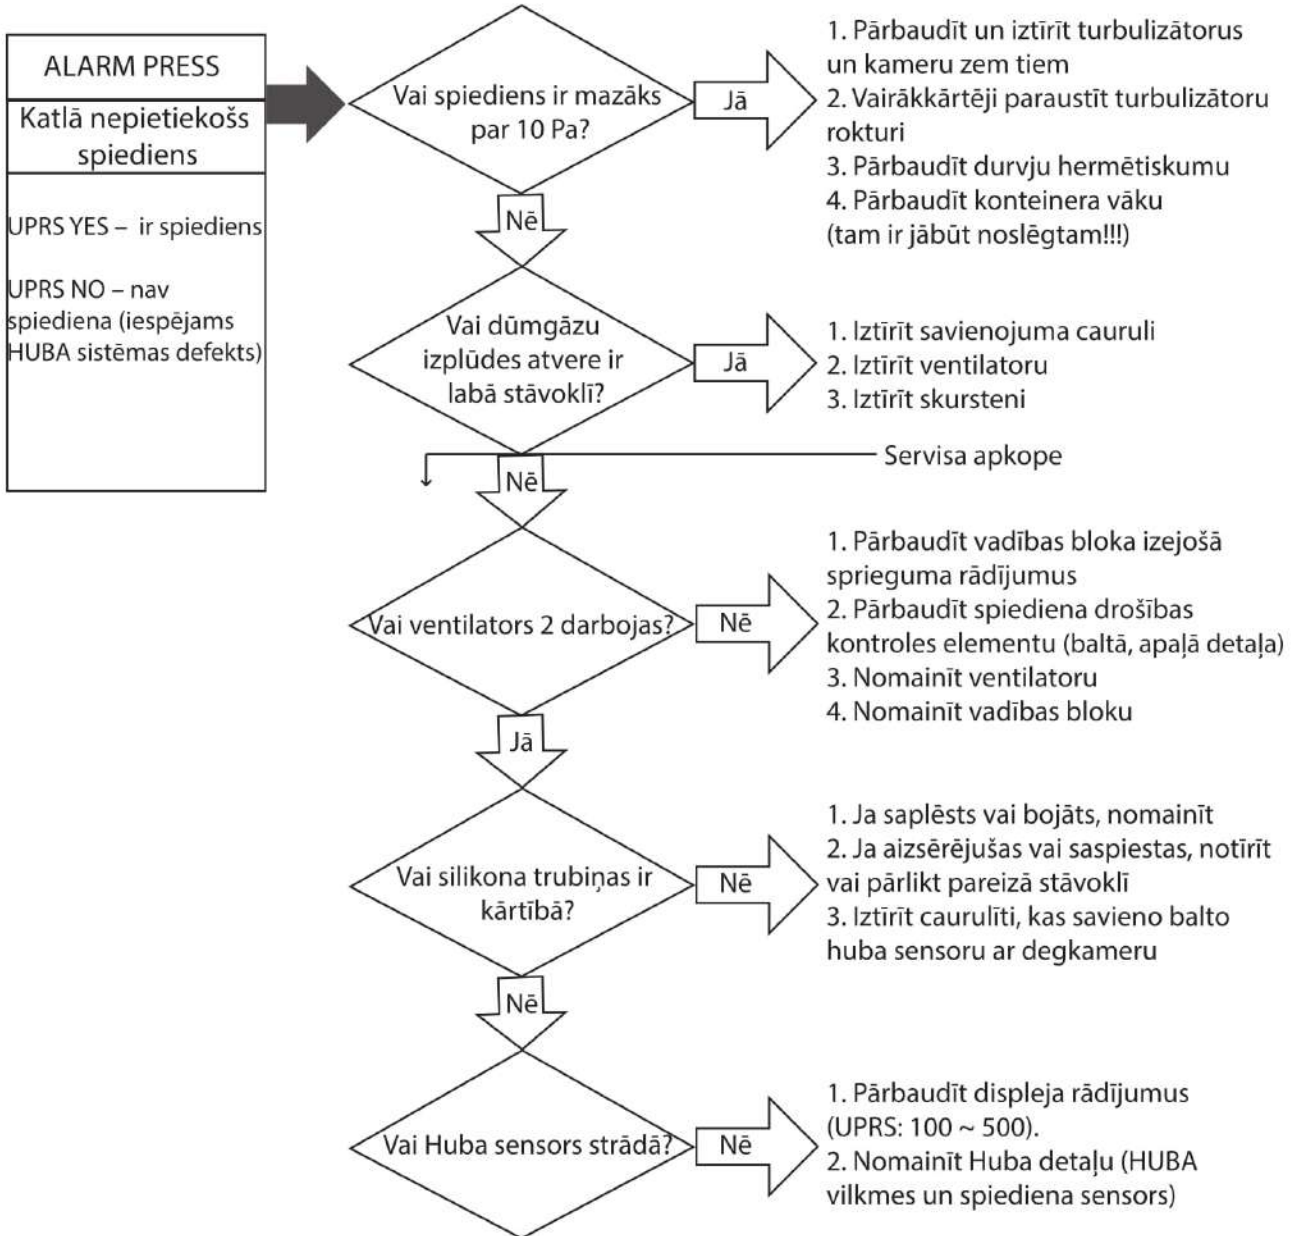 ALARM PRESS
Katlā nepietiekošs
spiediens
UPRS YES – ir spiediens
UPRS NO – nav
spiediena (iespējams
HUBA sistēmas defekts)
Vai spiediens ir mazāks
par 10 Pa?
Jā
1. Pārbaudīt un iztīrīt turbulizātorus
un kameru zem tiem
2. Vairākkārtēji paraustīt turbulizātoru
rokturi
3. Pārbaudīt durvju hermētiskumu
4. Pārbaudīt konteinera vāku
(tam ir jābūt noslēgtam!!!)
Nē
Vai dūmgāzu
izplūdes atvere ir
labā stāvoklī?
Jā
1. Iztīrīt savienojuma cauruli
2. Iztīrīt ventilatoru
3. Iztīrīt skursteni
Servisa apkope
Nē
Vai ventilators 2 darbojas?
Nē
1. Pārbaudīt vadības bloka izejošā
sprieguma rādījumus
2. Pārbaudīt spiediena drošības
kontroles elementu (baltā, apaļā detaļa)
3. Nomainīt ventilatoru
4. Nomainīt vadības bloku
Jā
Vai silikona trubiņas ir
kārtībā?
Nē
1. Ja saplēsts vai bojāts, nomainīt
2. Ja aizsērējušas vai saspiestas, notīrīt
vai pārlikt pareizā stāvoklī
3. Iztīrīt caurulīti, kas savieno balto
huba sensoru ar degkameru
Nē
Vai Huba sensors strādā?
Nē
1. Pārbaudīt displeja rādījumus
(UPRS: 100 ~ 500).
2. Nomainīt Huba detaļu (HUBA
vilkmes un spiediena sensors)